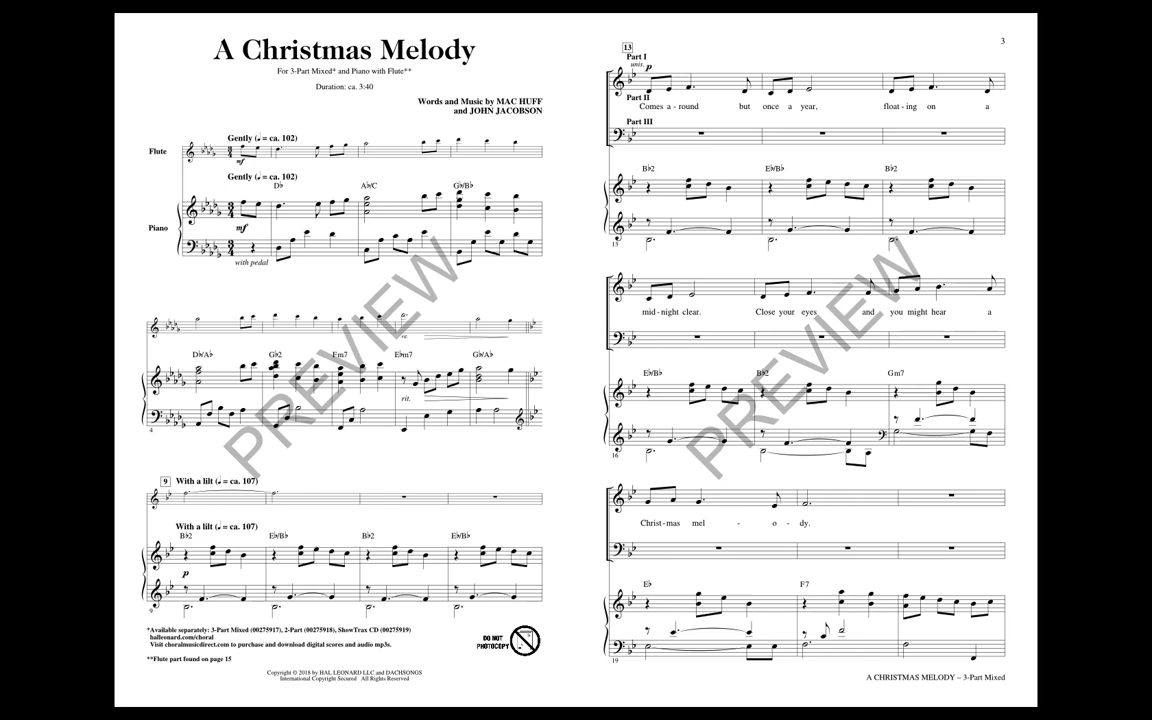 A Christmas Melody
For 3-Part Mixed* and Piano with Flute**
Duration: ca. 3:40
Words and Music by MAC HUFF
and JOHN JACOBSON
Gently (♩ = ca. 102)
Flute
mf
Gently (♩ = ca. 102)
D♭ A♭/C G♭/B♭
Piano
mf
with pedal
rit.
D♭/A♭ G♭2 Fm7 E♭m7 G♭/A♭
rit.
4
9 With a lilt (♩ = ca. 107)
With a lilt (♩ = ca. 107)
B♭2 E♭/B♭ B♭2 E♭/B♭
p
9
*Available separately: 3-Part Mixed (00275917), 2-Part (00275918), ShowTrax CD (00275919)
halleonard.com/choral
Visit choralmusicdirect.com to purchase and download digital scores and audio mp3s.
**Flute part found on page 15
DO NOT
PHOTOCOPY
Copyright © 2018 by HAL LEONARD LLC and DACHSONGS
International Copyright Secured All Rights Reserved
PREVIEW
3
13
Part I
unis. p
Part II
Comes a - round but once a year, float - ing on a
Part III
B♭2 E♭/B♭ B♭2
13
mid - night clear. Close your eyes and you might hear a
E♭/B♭ B♭2 Gm7
16
Christ - mas mel - o - dy.
E♭ F7
19
A CHRISTMAS MELODY – 3-Part Mixed
PREVIEW